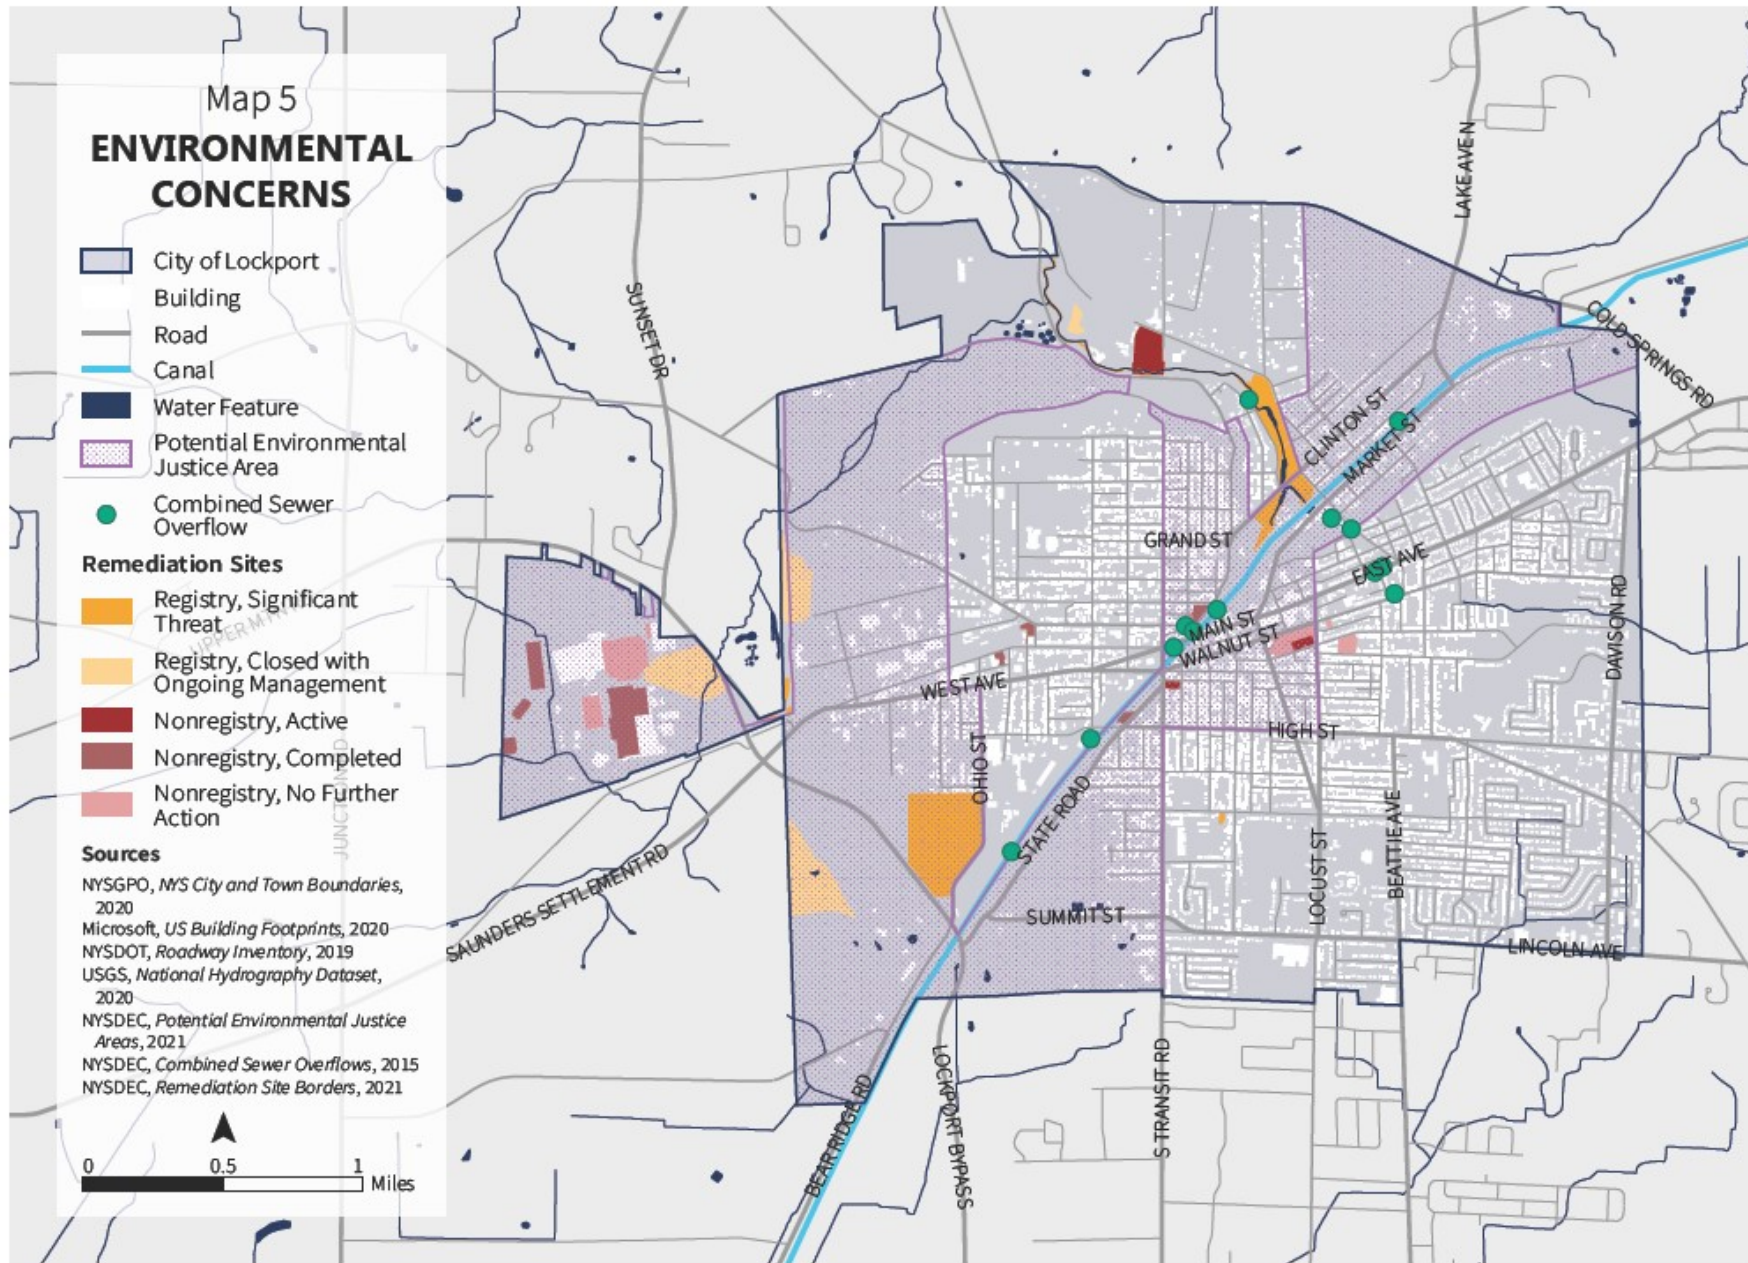 Map 5
ENVIRONMENTAL
CONCERNS
City of Lockport
Building
Road
Canal
Water Feature
Potential Environmental
Justice Area
Combined Sewer
Overflow
Remediation Sites
Registry, Significant
Threat
Registry, Closed with
Ongoing Management
Nonregistry, Active
Nonregistry, Completed
Nonregistry, No Further
Action
Sources
NYSGPO, NYS City and Town Boundaries,
2020
Microsoft, US Building Footprints, 2020
NYSDOT, Roadway Inventory, 2019
USGS, National Hydrography Dataset,
2020
NYSDEC, Potential Environmental Justice
Areas, 2021
NYSDEC, Combined Sewer Overflows, 2015
NYSDEC, Remediation Site Borders, 2021
0 0.5 1
Miles
LAKE AVE N
SUNSET DR
COLD SPRINGS RD
CLINTON ST
MARKET ST
GRAND ST
EAST AVE
DAVISON RD
MAIN ST
WALNUT ST
WEST AVE
HIGH ST
OHIO ST
STATE ROAD
LOCUST ST
BEATTIE AVE
SAUNDERS SETTLEMENT RD
SUMMIT ST
LINCOLN AVE
BEAR RIDGE RD
LOCKPORT BYPASS
S TRANSIT RD